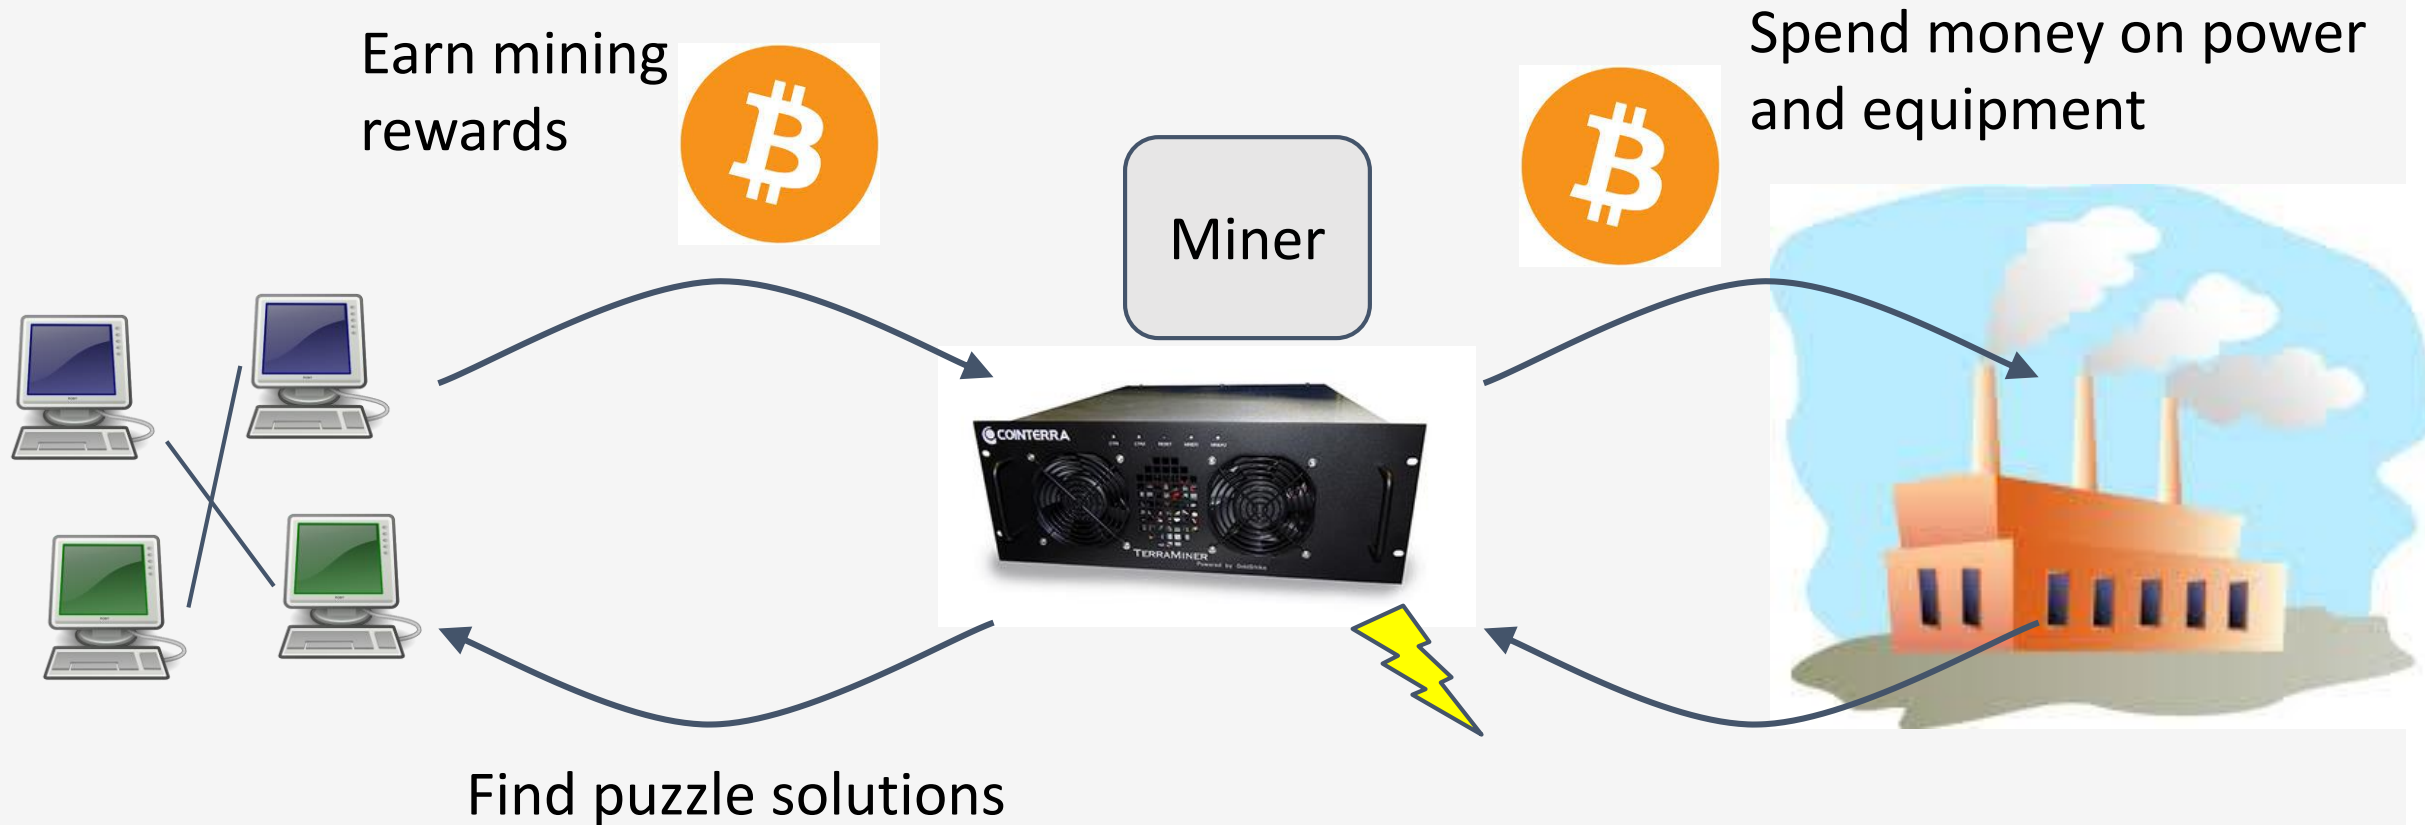 Earn mining
rewards
Spend money on power
and equipment
Miner
COINTERRA
TERRAMINER
Find puzzle solutions